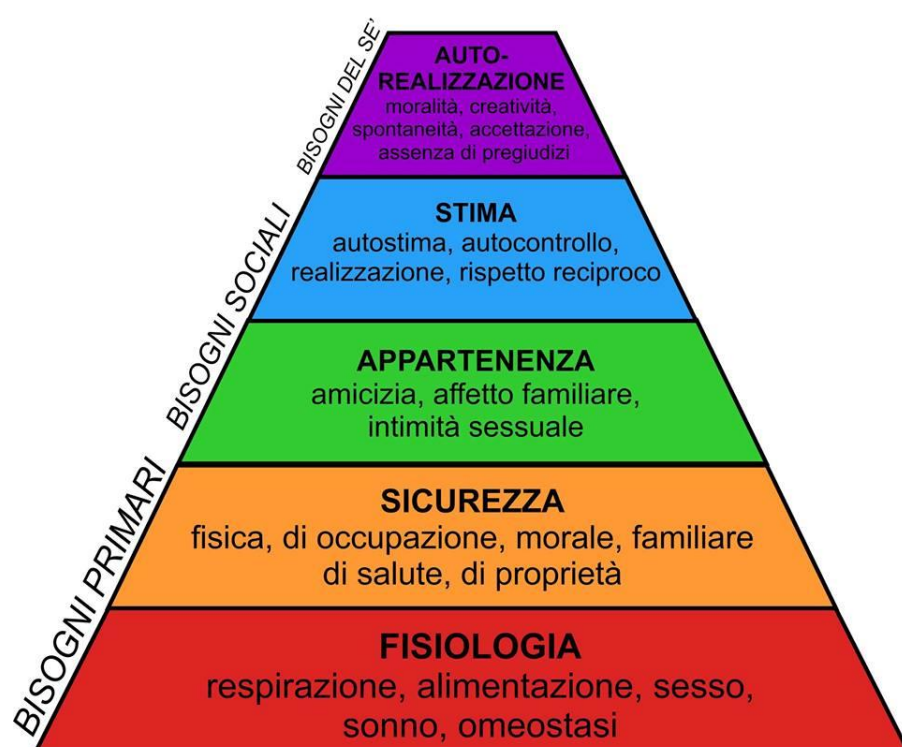 BISOGNI DEL SE'
AUTO-
REALIZZAZIONE
moralità, creatività,
spontaneità, accettazione,
assenza di pregiudizi
BISOGNI SOCIALI
STIMA
autostima, autocontrollo,
realizzazione, rispetto reciproco
APPARTENENZA
amicizia, affetto familiare,
intimità sessuale
BISOGNI PRIMARI
SICUREZZA
fisica, di occupazione, morale, familiare
di salute, di proprietà
FISIOLOGIA
respirazione, alimentazione, sesso,
sonno, omeostasi